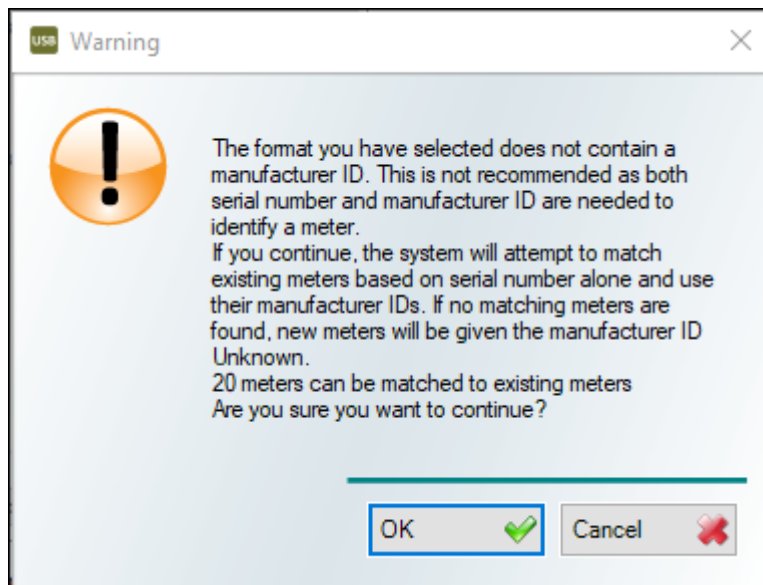 USB Warning
The format you have selected does not contain a
manufacturer ID. This is not recommended as both
serial number and manufacturer ID are needed to
identify a meter.
If you continue, the system will attempt to match
existing meters based on serial number alone and use
their manufacturer IDs. If no matching meters are
found, new meters will be given the manufacturer ID
Unknown.
20 meters can be matched to existing meters
Are you sure you want to continue?
OK
Cancel